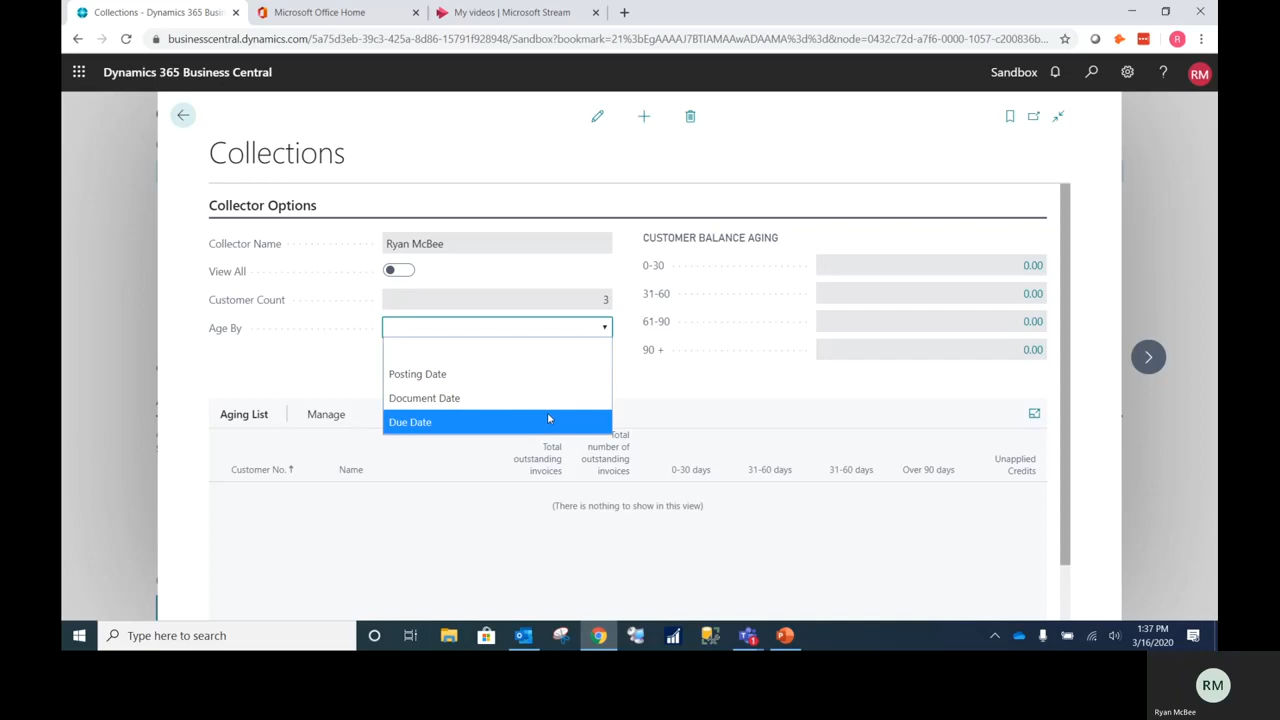 Collections - Dynamics 365 Busin
Microsoft Office Home
My videos | Microsoft Stream
businesscentral.dynamics.com/5a75d3eb-39c3-425a-8d86-15791f928948/Sandbox?bookmark=21%3bEgAAAAJ7BTIAMAAwADAAMA%3d%3d&node=0432c72d-a7f6-0000-1057-c200836b...
R
Dynamics 365 Business Central
Sandbox
?
RM
Collections
Collector Options
Collector Name
Ryan McBee
CUSTOMER BALANCE AGING
View All
0-30
0.00
Customer Count
3
31-60
0.00
Age By
61-90
0.00
90 +
0.00
Posting Date
Document Date
Due Date
Aging List
Manage
Customer No.↑
Name
Total outstanding invoices
Total number of outstanding invoices
0-30 days
31-60 days
31-60 days
Over 90 days
Unapplied Credits
(There is nothing to show in this view)
Type here to search
1:37 PM
3/16/2020
RM
Ryan McBee